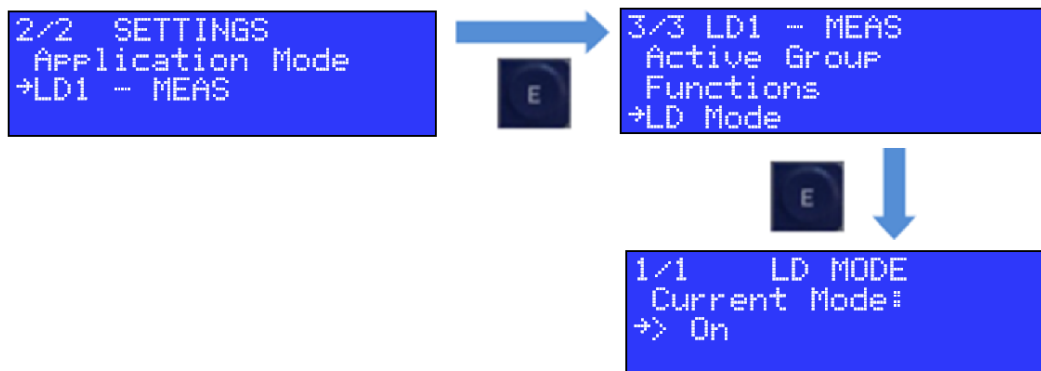 2/2 SETTINGS
Application Mode
→LD1 - MEAS
E
3/3 LD1 - MEAS
Active Group
Functions
→LD Mode
E
1/1 LD MODE
Current Mode:
→> On